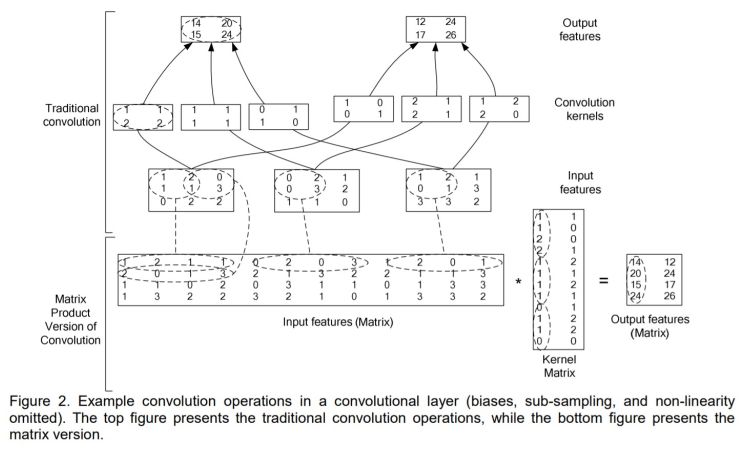 14 20
15 24
12 24
17 26
Output
features
Traditional
convolution
1 1
2 2
1 1
1 1
0 1
1 0
1 0
0 1
2 1
2 1
1 2
2 0
Convolution
kernels
1 2 0
1 1 3
0 2 2
0 2 1
0 3 2
1 1 0
1 2 1
0 1 3
3 3 2
Input
features
Matrix
Product
Version of
Convolution
1 2 1 1 0 2 0 3 1 2 0 1
2 0 1 3 2 1 3 2 2 1 1 3
1 1 0 2 0 3 1 1 0 1 3 3
1 3 2 2 3 2 1 0 1 3 3 2
Input features (Matrix)
*
1 1
1 0
2 0
2 1
1 2
1 1
1 2
1 1
0 1
1 2
1 2
0 0
Kernel
Matrix
=
14 12
20 24
15 17
24 26
Output features
(Matrix)
Figure 2. Example convolution operations in a convolutional layer (biases, sub-sampling, and non-linearity
omitted). The top figure presents the traditional convolution operations, while the bottom figure presents the
matrix version.